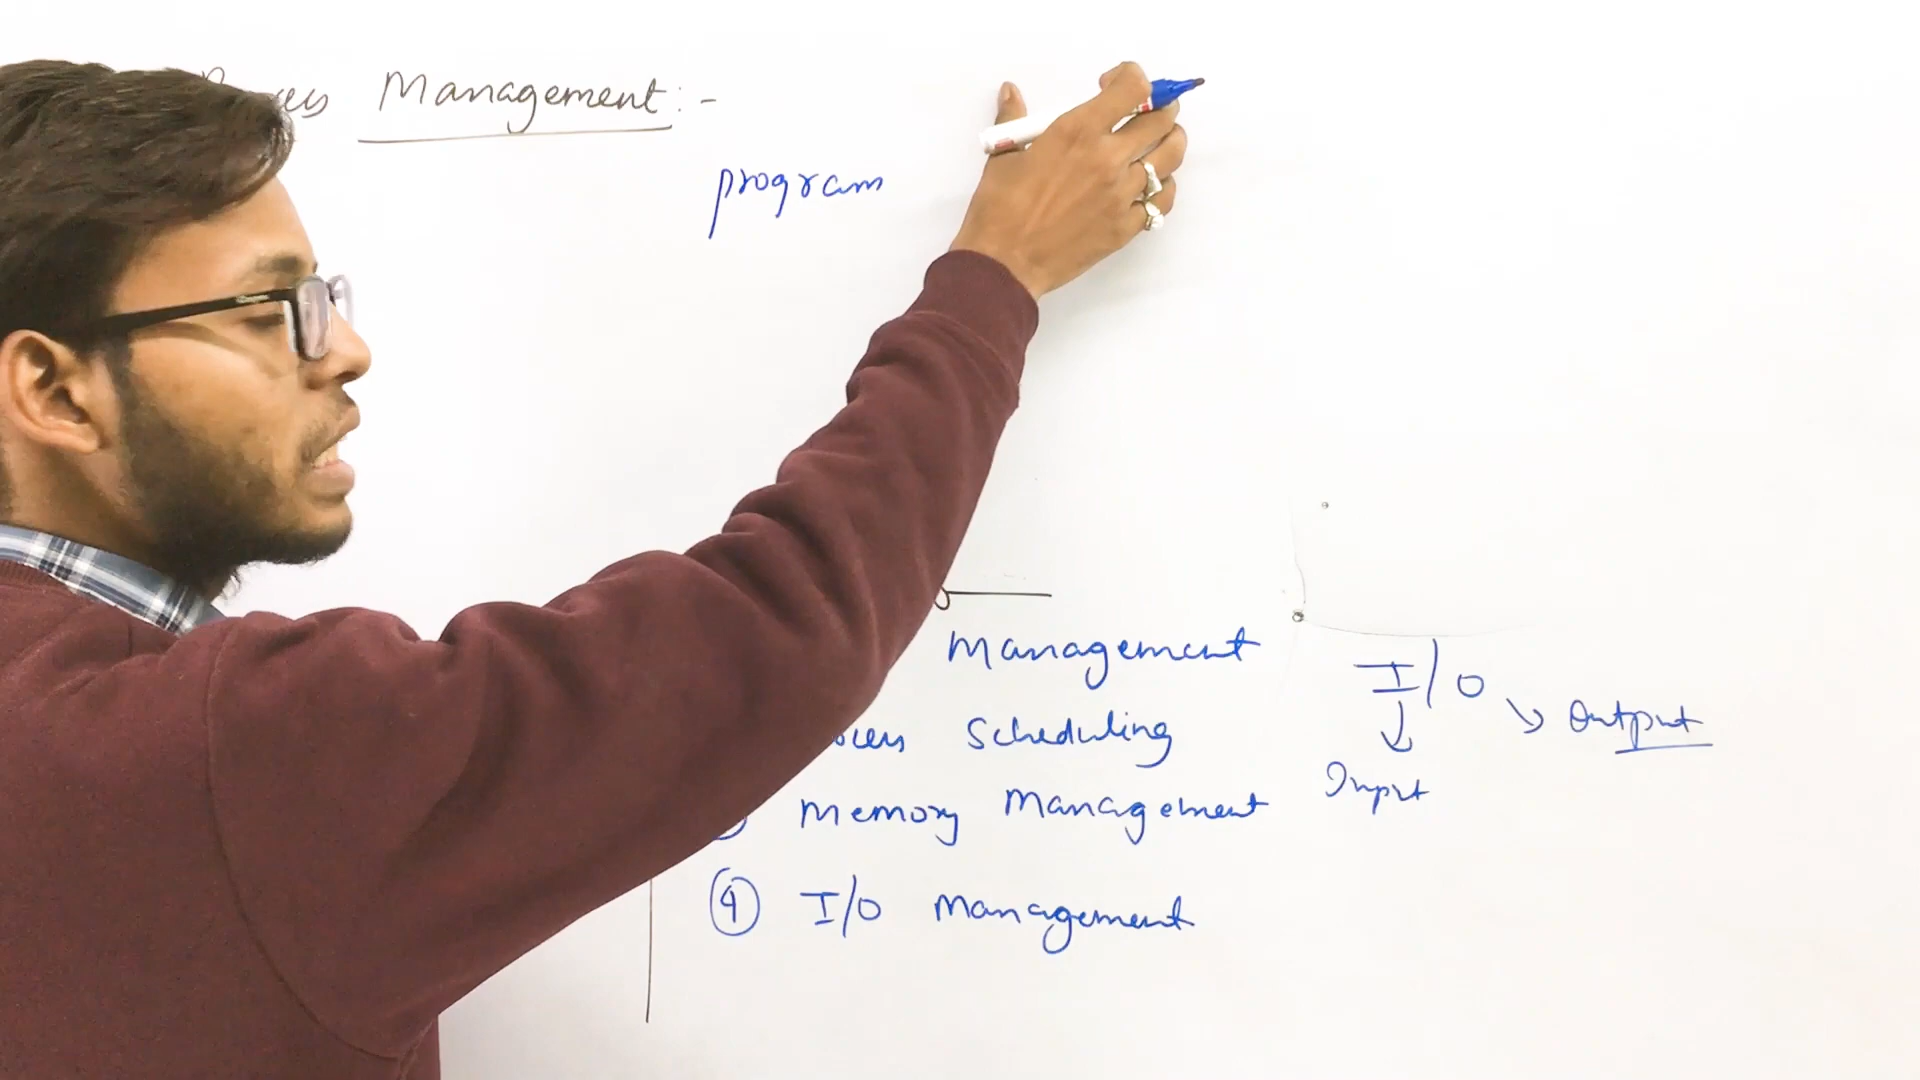 Management:-
program
Management
I/O
Scheduling
Output
Memory Management
Input
④ I/O Management